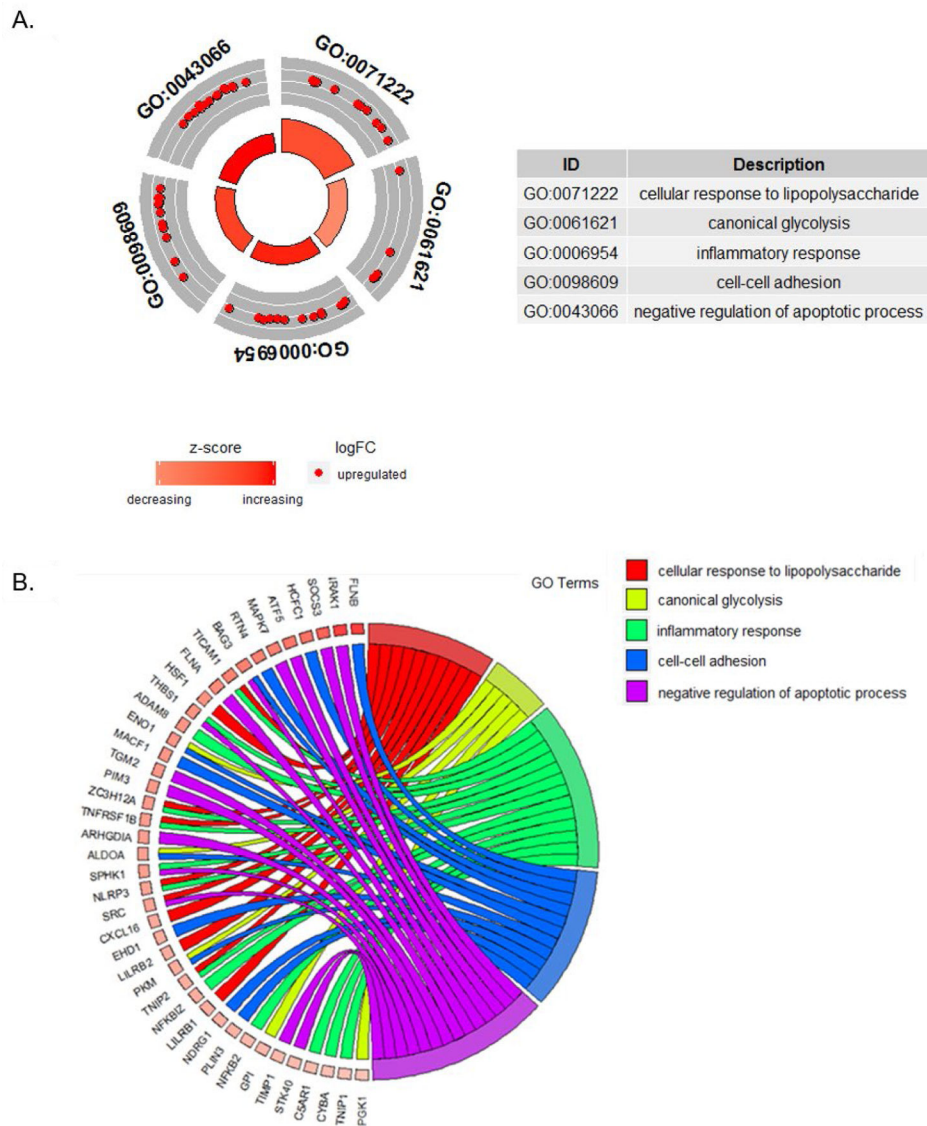 A.
GO:0043066
GO:0071222
GO:0098609
GO:0061621
GO:0006954
ID Description
GO:0071222 cellular response to lipopolysaccharide
GO:0061621 canonical glycolysis
GO:0006954 inflammatory response
GO:0098609 cell-cell adhesion
GO:0043066 negative regulation of apoptotic process
z-score
decreasing increasing
logFC
upregulated
B.
GO Terms
cellular response to lipopolysaccharide
canonical glycolysis
inflammatory response
cell-cell adhesion
negative regulation of apoptotic process
FLNB
IRAK1
SOCS3
HCFC1
ATF5
MAPK7
RTN4
BAG3
TICAM1
FLNA
HSF1
THBS1
ADAM8
ENO1
MACF1
TGM2
PIM3
ZC3H12A
TNFRSF1B
ARHGDIA
ALDOA
SPHK1
NLRP3
SRC
CXCL16
EHD1
LILRB2
PKM
TNIP2
NFKBIZ
LILRB1
NDRG1
PLIN3
NFKB2
GPI
TIMP1
STK40
C5AR1
CYBA
TNIP1
PGK1